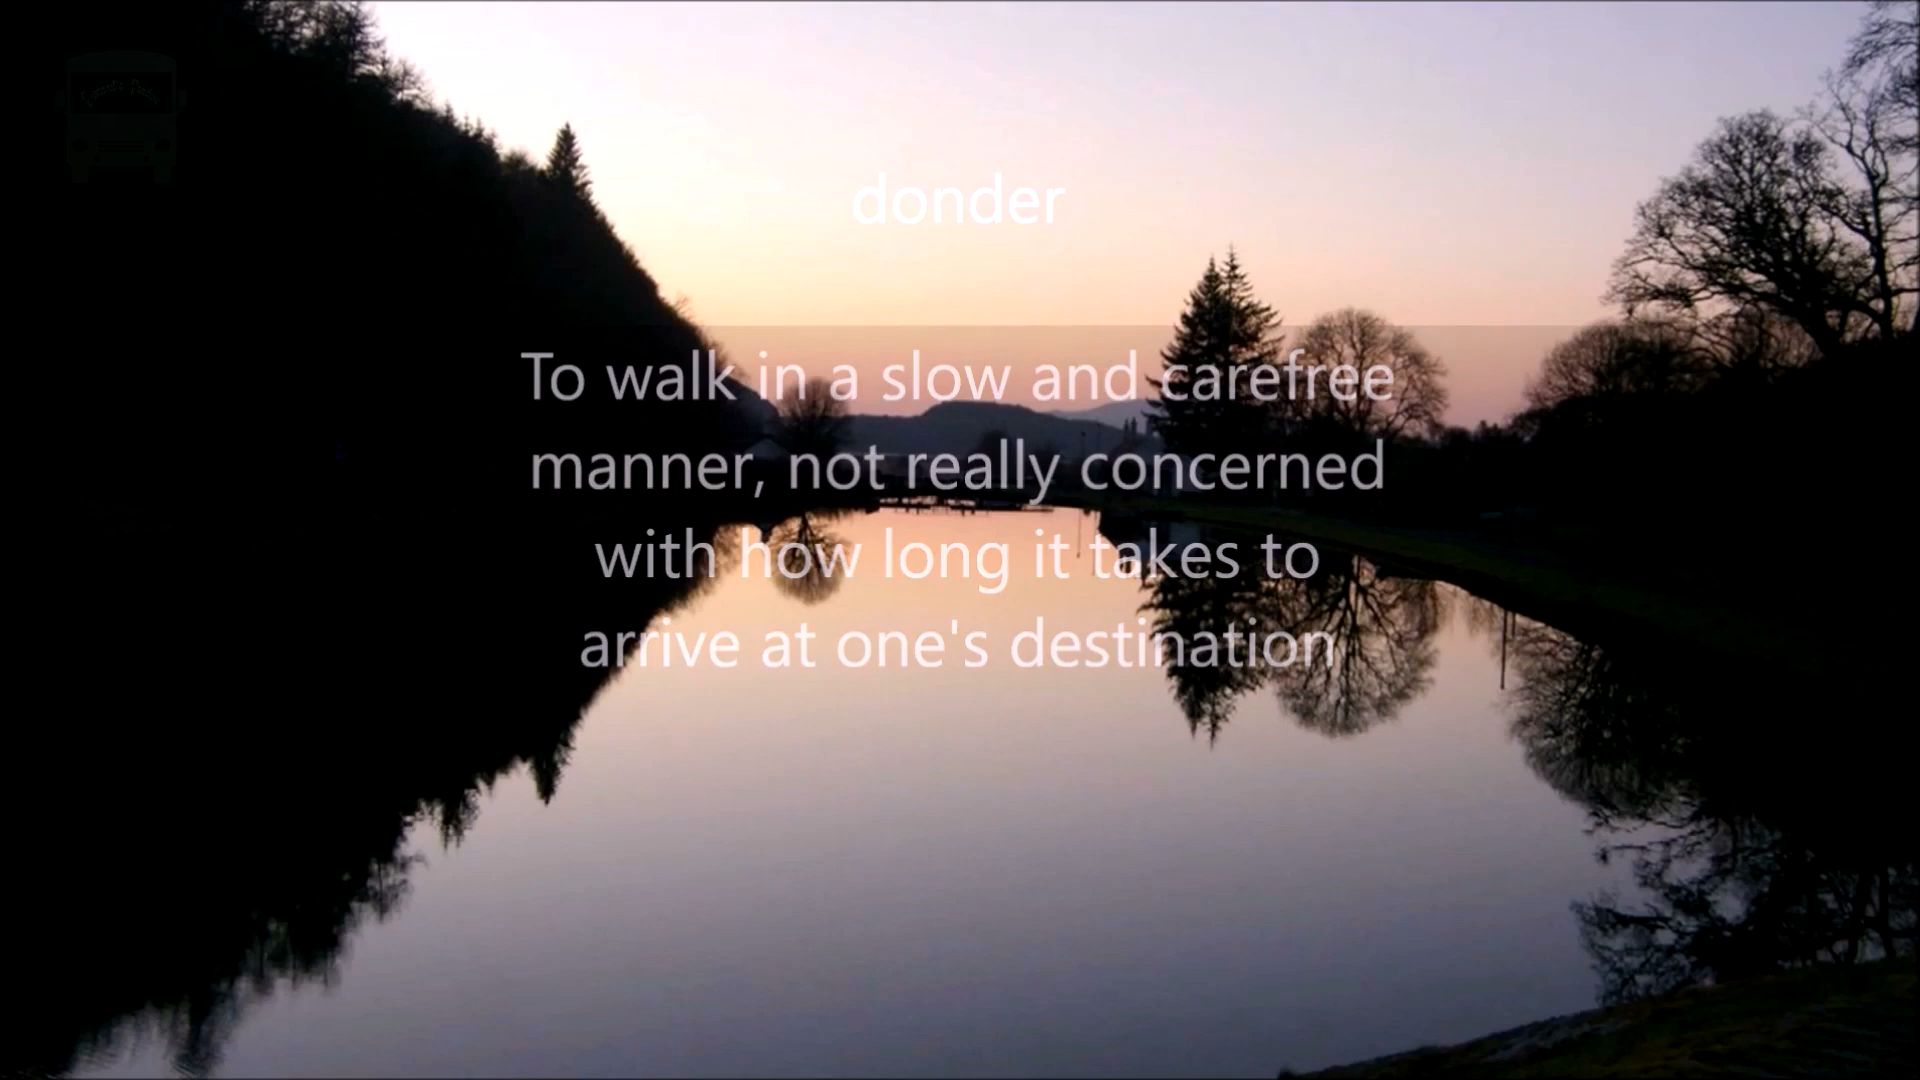 donder
To walk in a slow and carefree
manner, not really concerned
with how long it takes to
arrive at one's destination